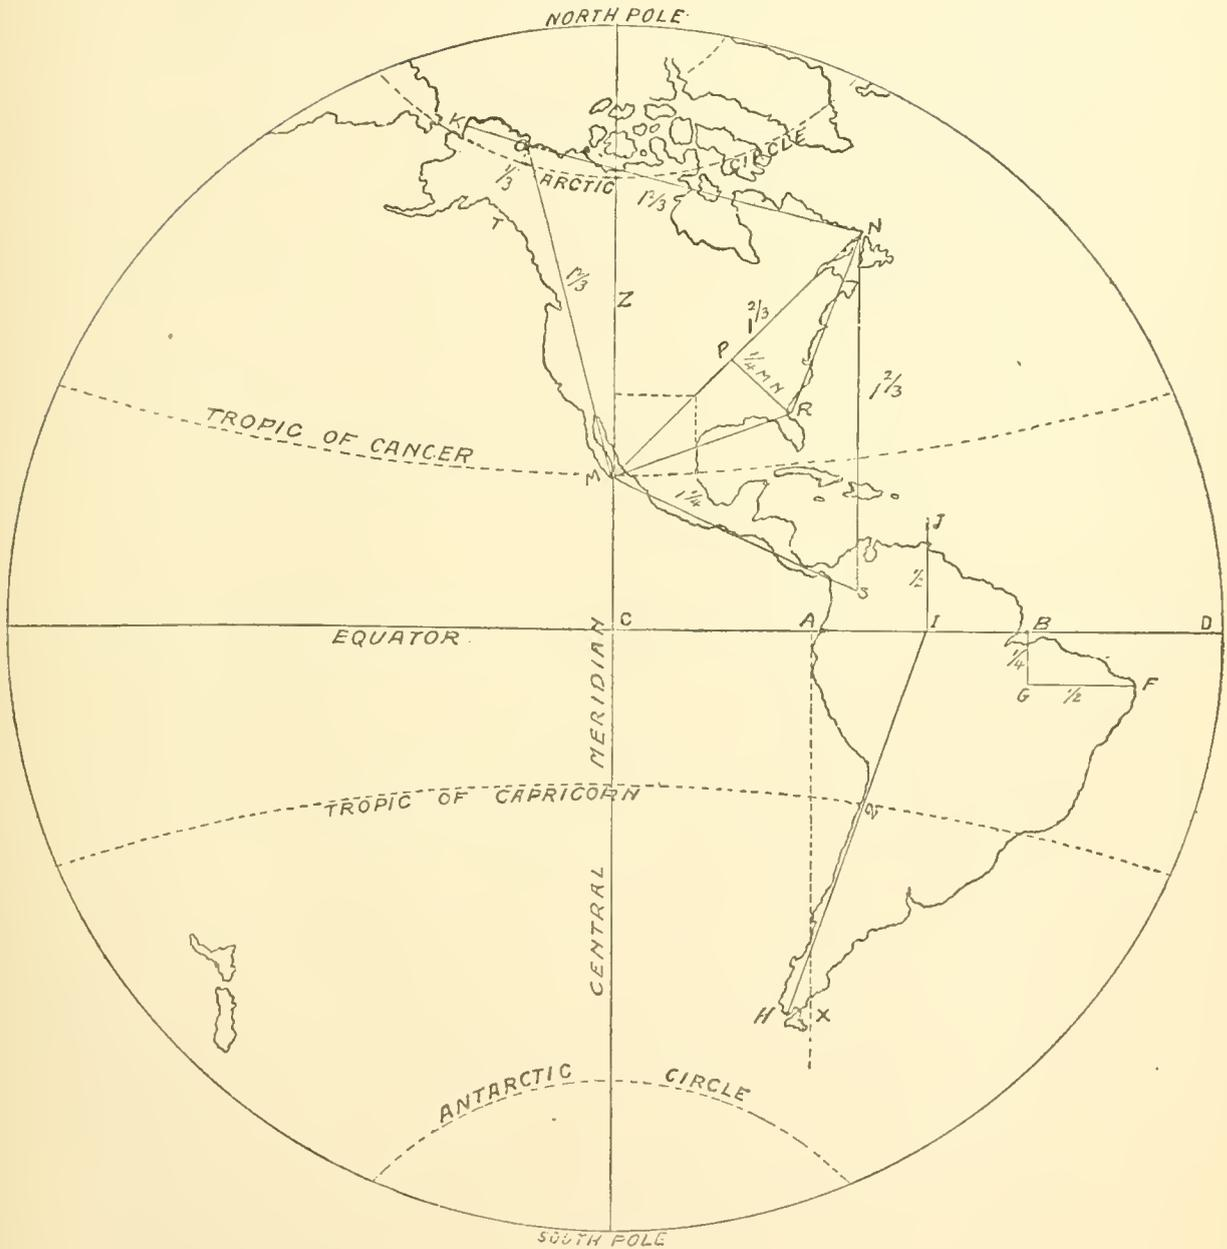 NORTH POLE
K
O
1/3
ARCTIC
CIRCLE
1 2/3
N
T
1 2/3
Z
1 2/3
P
1/4 MN
1 2/3
R
TROPIC OF CANCER
M
1 3/4
J
1/2
S
C
A
I
B
D
EQUATOR
1/4
G
1/2
F
CENTRAL MERIDIAN
TROPIC OF CAPRICORN
H
X
ANTARCTIC
CIRCLE
SOUTH POLE